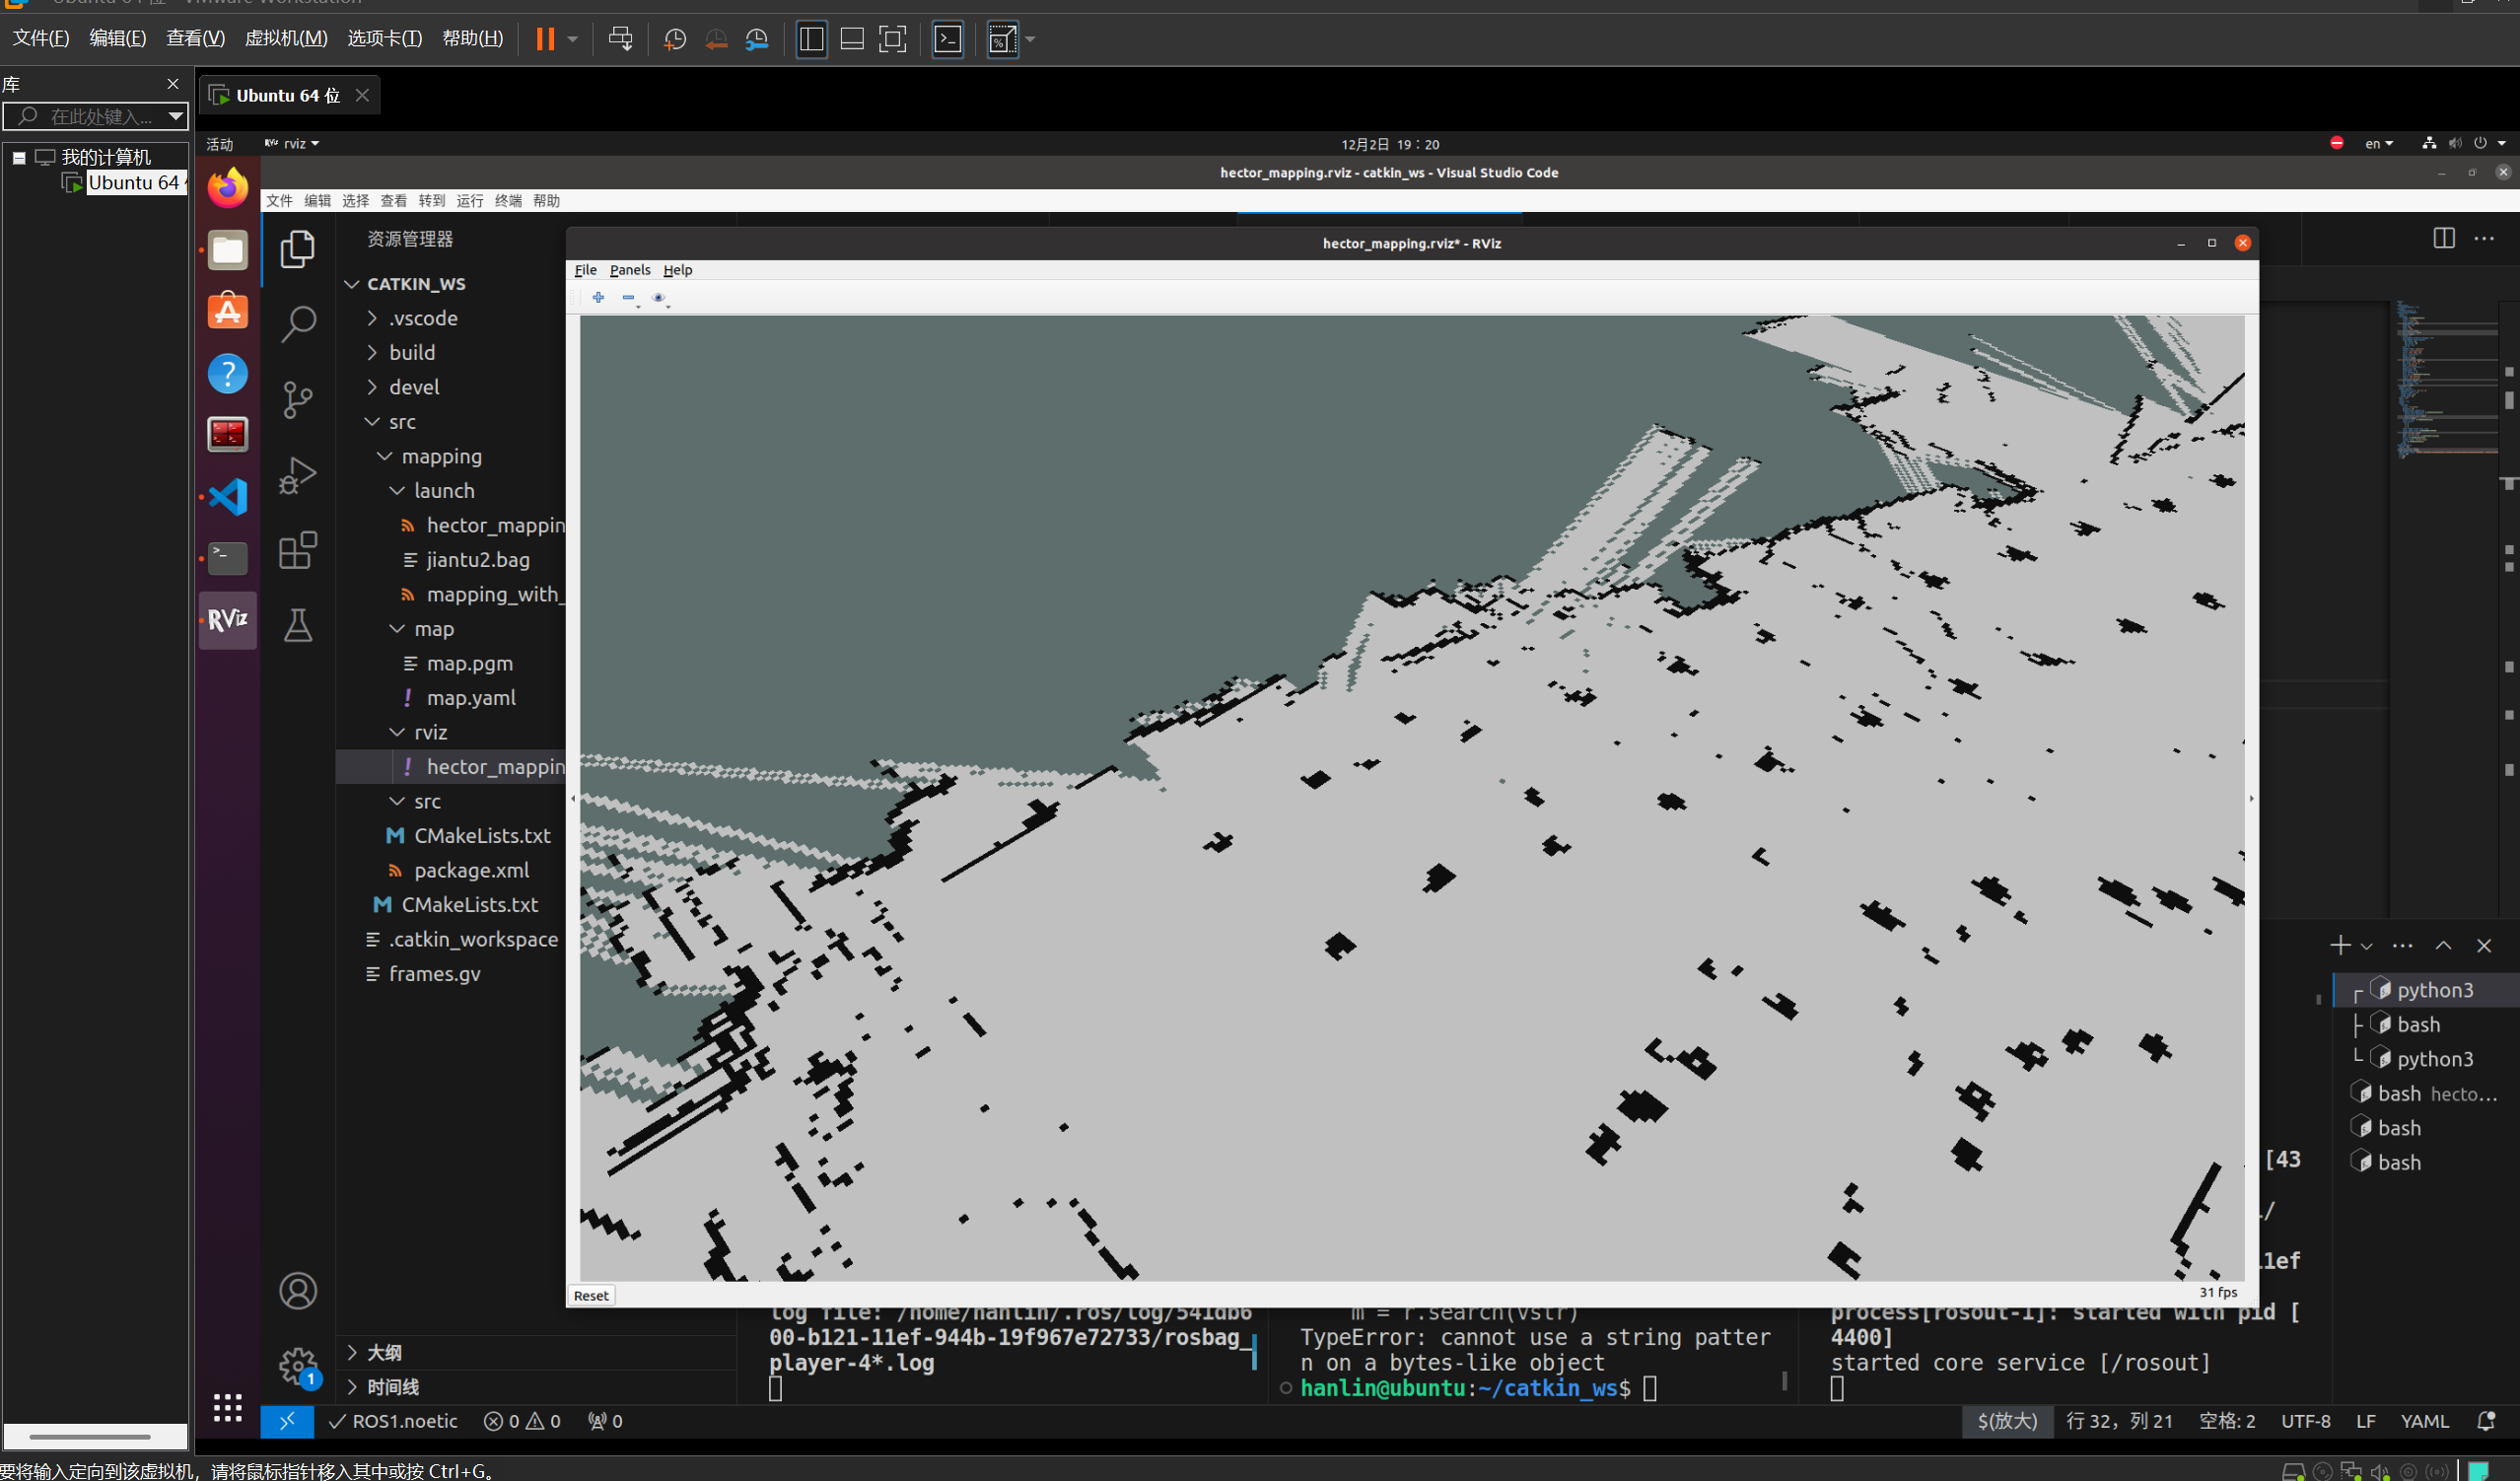 文件(F) 编辑(E) 查看(V) 虚拟机(M) 选项卡(T) 帮助(H)
库
在此处键入...
我的计算机
Ubuntu 64
Ubuntu 64 位
活动
RViz rviz
12月2日 19：20
en
hector_mapping.rviz - catkin_ws - Visual Studio Code
文件 编辑 选择 查看 转到 运行 终端 帮助
资源管理器
CATKIN_WS
.vscode
build
devel
src
mapping
launch
hector_mappin
jiantu2.bag
mapping_with_
map
map.pgm
map.yaml
rviz
hector_mappin
src
CMakeLists.txt
package.xml
CMakeLists.txt
.catkin_workspace
frames.gv
大纲
时间线
RViz
hector_mapping.rviz* - RViz
File Panels Help
Reset
31 fps
python3
bash
python3
bash hecto...
bash
bash
[43
/
1ef
log file: /home/hanlin/.ros/log/541db6
00-b121-11ef-944b-19f967e72733/rosbag_
player-4*.log
m = r.search(vstr)
TypeError: cannot use a string patter
n on a bytes-like object
hanlin@ubuntu:~/catkin_ws$
process[rosout-1]: started with pid [
4400]
started core service [/rosout]
1
ROS1.noetic 0 0 0
$(放大) 行 32，列 21 空格: 2 UTF-8 LF YAML
要将输入定向到该虚拟机，请将鼠标指针移入其中或按 Ctrl+G。